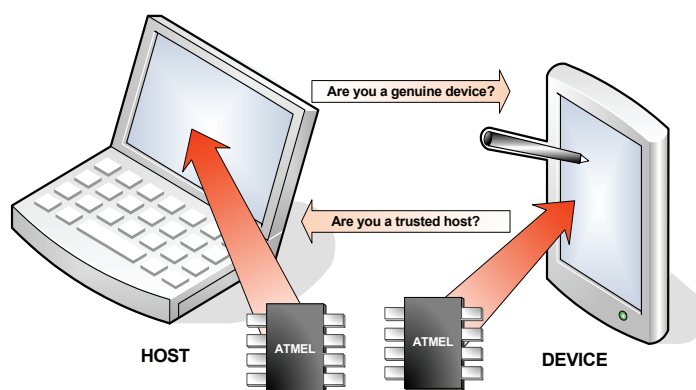 Are you a genuine device?
Are you a trusted host?
ATMEL
ATMEL
HOST
DEVICE